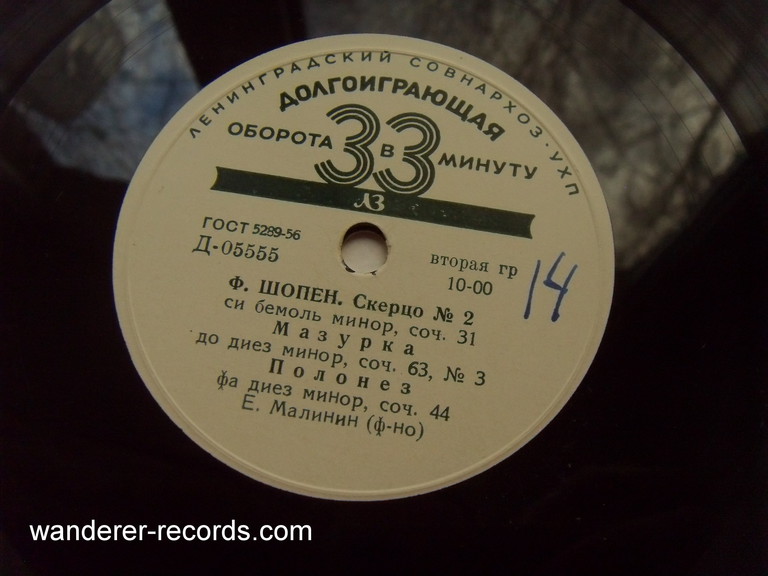 ЛЕНИНГРАДСКИЙ СОВНАРХОЗ · УХП
ДОЛГОИГРАЮЩАЯ
ОБОРОТА 33 В МИНУТУ
ЛЗ
ГОСТ 5289-56
Д-05555
вторая гр
10-00
14
Ф. ШОПЕН. Скерцо № 2
си бемоль минор, соч. 31
Мазурка
до диез минор, соч. 63, № 3
Полонез
фа диез минор, соч. 44
Е. Малинин (ф-но)
wanderer-records.com